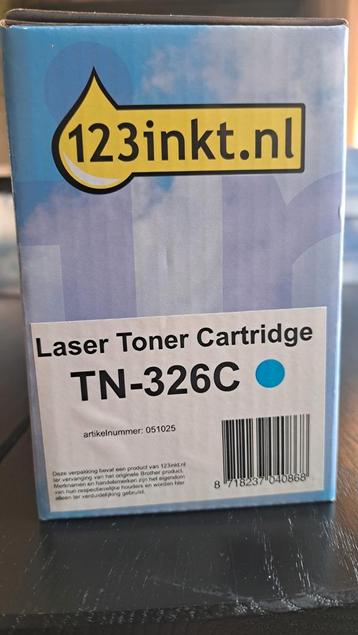 123inkt.nl
Laser Toner Cartridge
TN-326C
artikelnummer: 051025
Deze verpakking bevat een product van 123inkt.nl
ter vervanging van het originele Brother product.
Merknamen en handelsmerken zijn het eigendom
van hun respectievelijke houders en worden hier
alleen ter verduidelijking gebruikt.
8 718237 040868